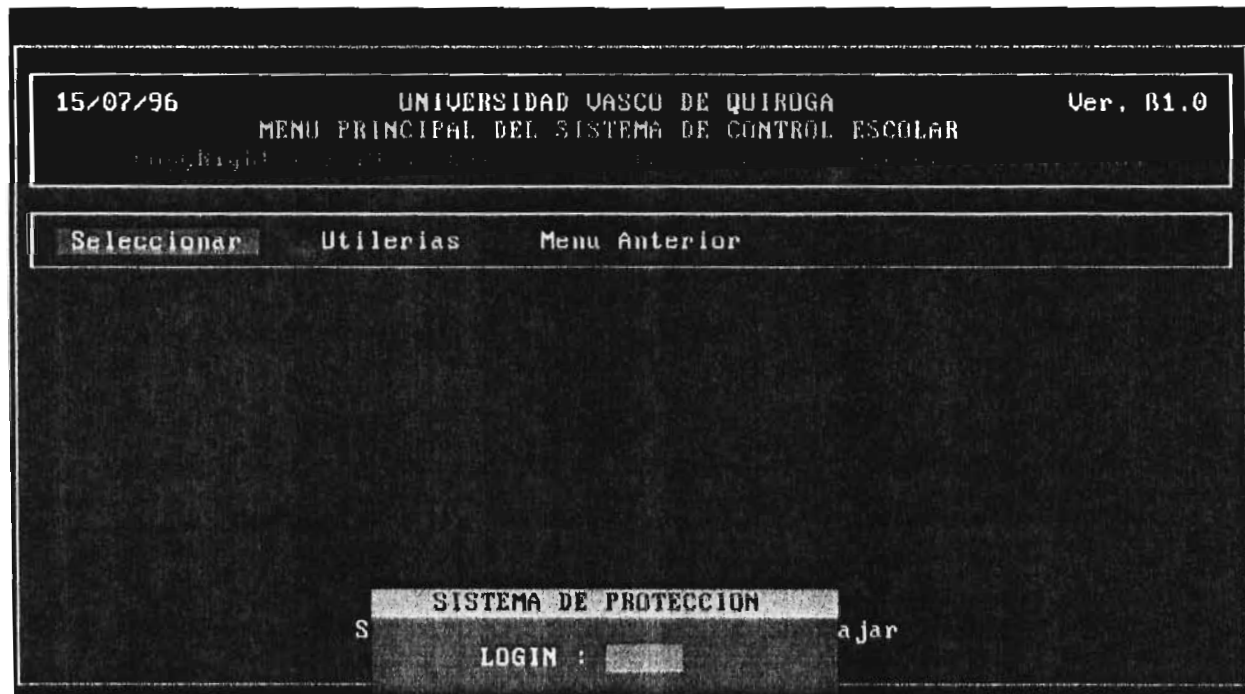 15/07/96 UNIVERSIDAD VASCO DE QUIROGA Ver. ß1.0
MENU PRINCIPAL DEL SISTEMA DE CONTROL ESCOLAR
Seleccionar Utilerias Menu Anterior
SISTEMA DE PROTECCION
S ajar
LOGIN :